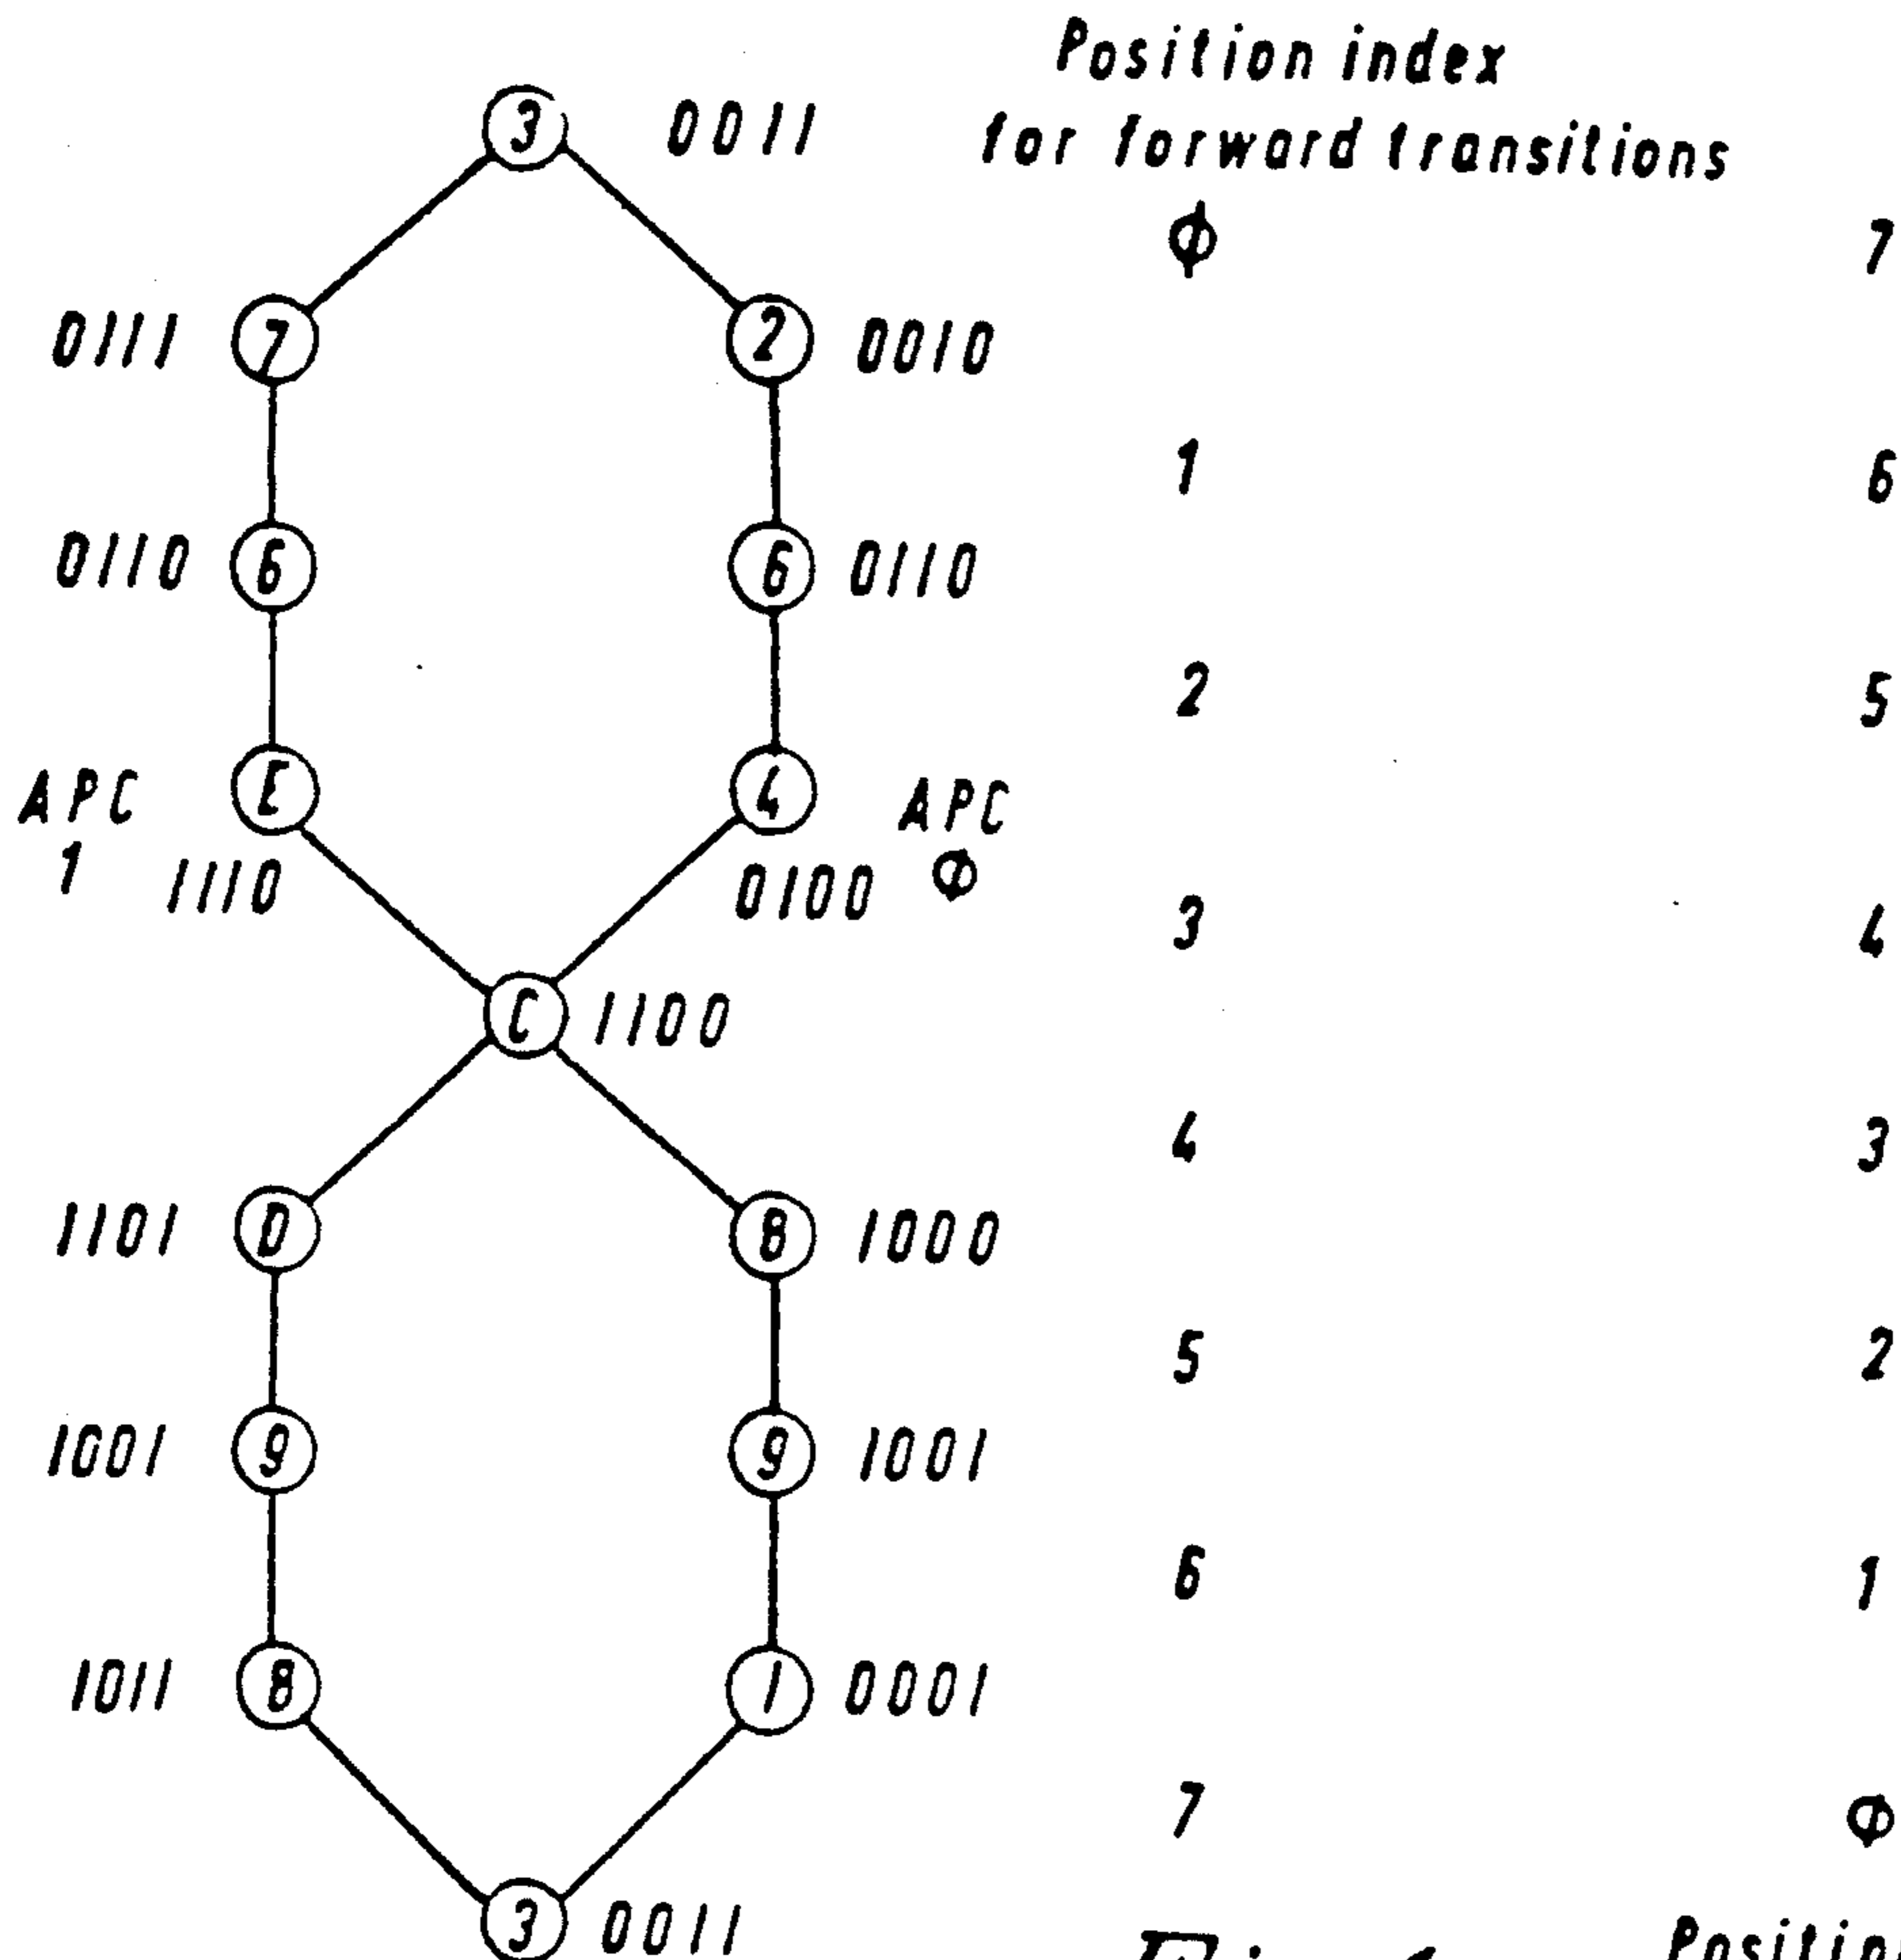 Position index
for forward transitions
3 0011
Φ 7
0111 7 2 0010
1 6
0110 6 6 0110
2 5
APC E 4 APC
1 1110 0100 Φ
3 4
C 1100
4 3
1101 D 8 1000
5 2
1001 9 9 1001
6 1
1011 8 1 0001
7 Φ
3 0011